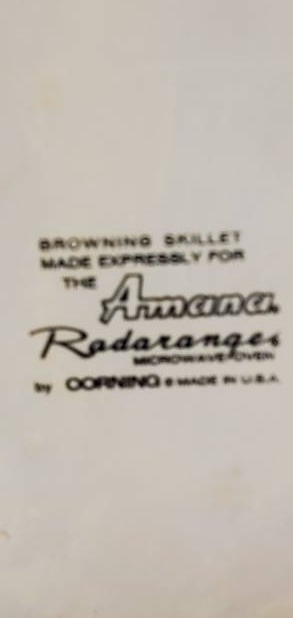 BROWNING SKILLET
MADE EXPRESSLY FOR
THE Amana
Radarange
MICROWAVE OVEN
by CORNING ® MADE IN U.S.A.